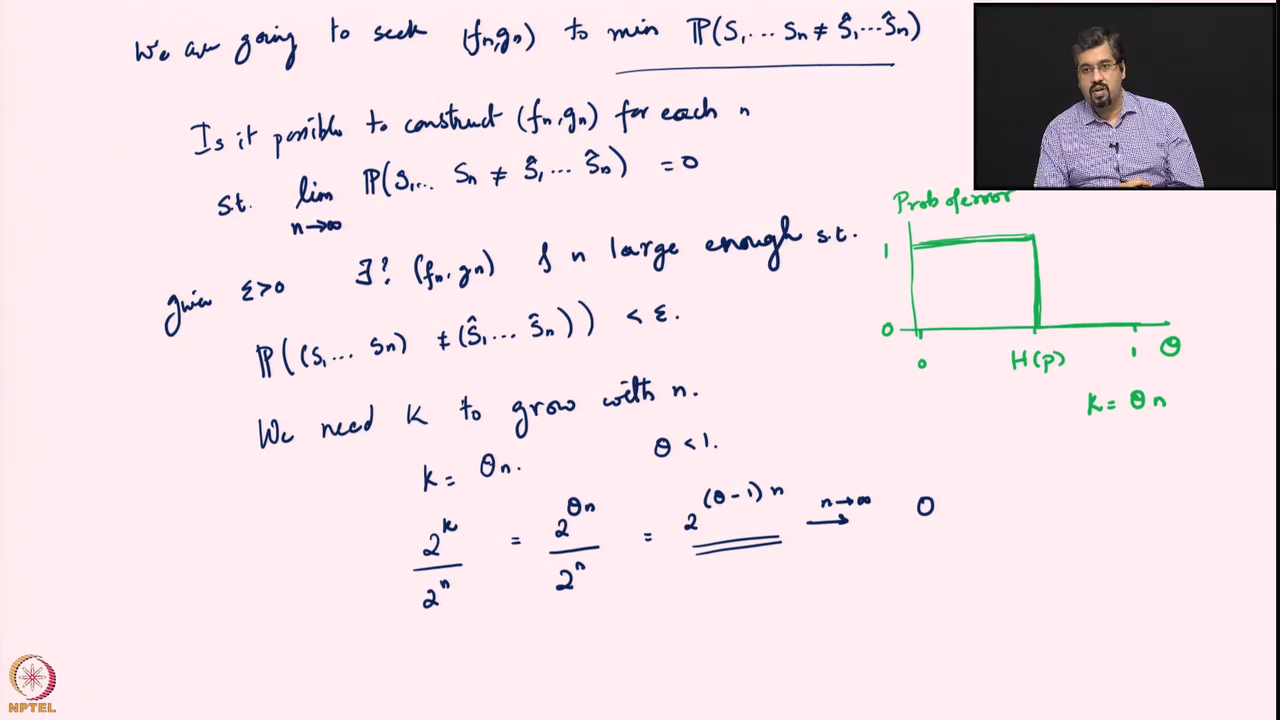 We are going to seek (fn,gn) to min ℙ(S1 ... Sn ≠ Ŝ1 ... Ŝn)
Is it possible to construct (fn,gn) for each n
s.t. lim n→∞ ℙ(S1... Sn ≠ Ŝ1 ... Ŝn) = 0
given ε>0 ∃? (fn, gn) & n large enough s.t.
ℙ((S1 ... Sn) ≠ (Ŝ1 ... Ŝn)) < ε.
We need k to grow with n.
k = θn. θ < 1.
2^k / 2^n = 2^θn / 2^n = 2^(θ-1)n n→∞ → 0
Prob of error
1
0
0 H(p) 1 θ
k = θn
NPTEL